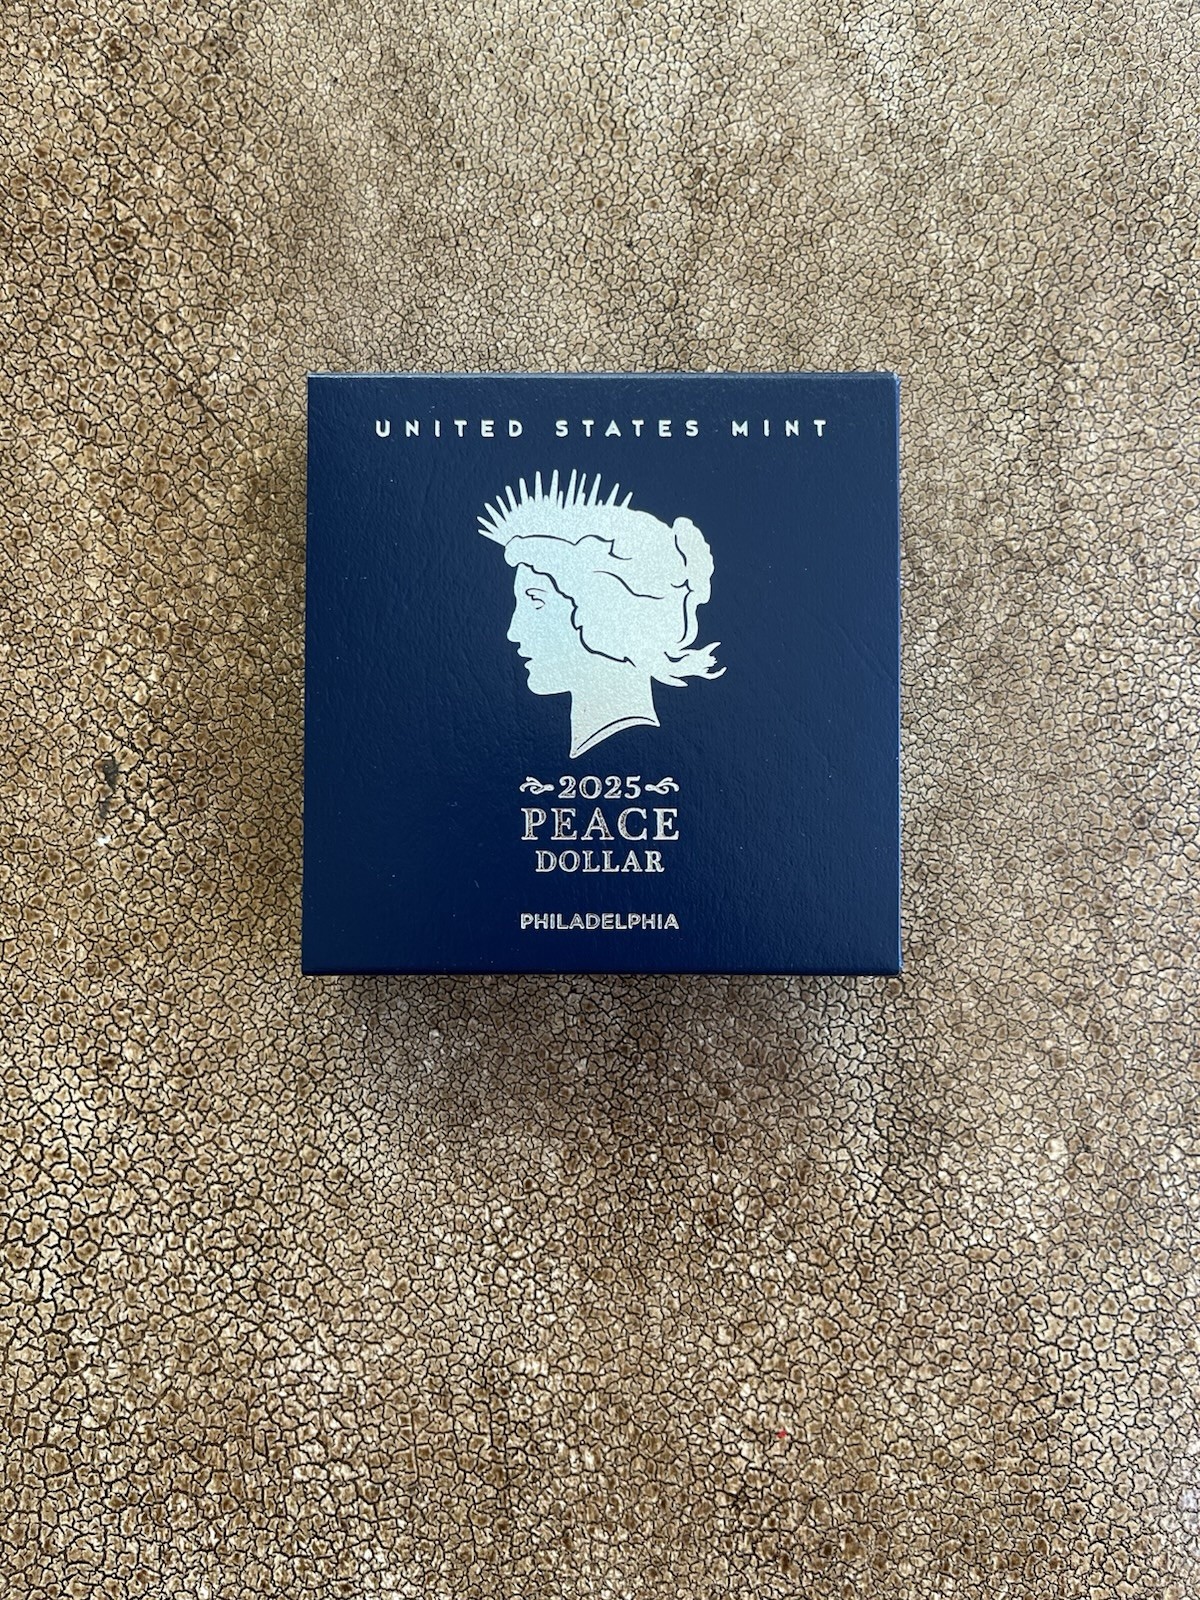 UNITED STATES MINT
2025
PEACE
DOLLAR
PHILADELPHIA